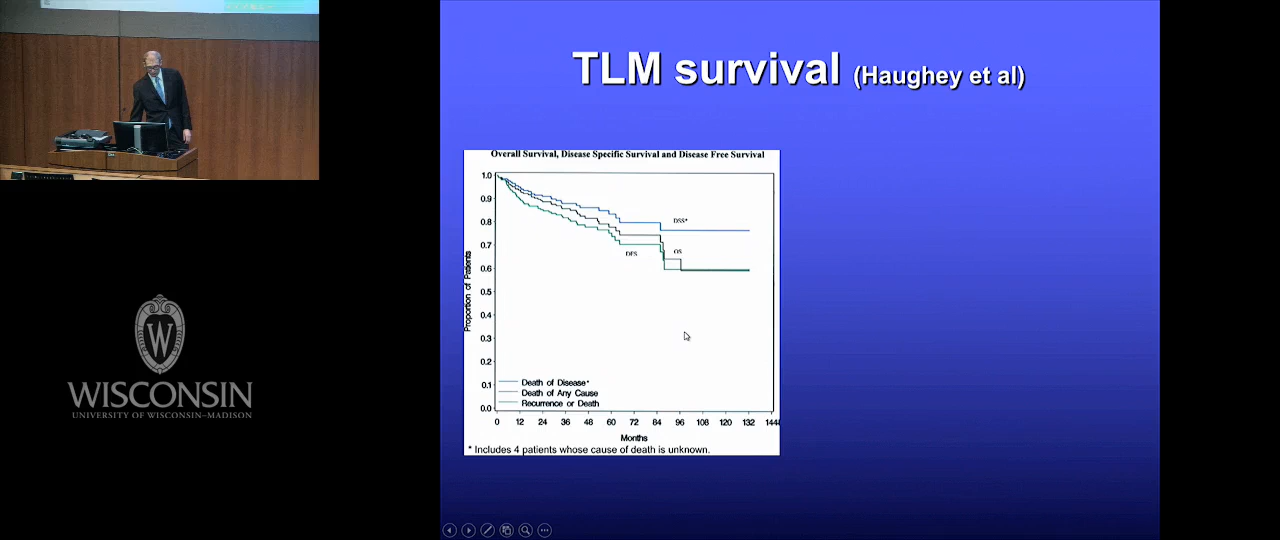 TLM survival (Haughey et al)
Overall Survival, Disease Specific Survival and Disease Free Survival
1.0
0.9
0.8
0.7
0.6
0.5
0.4
0.3
0.2
0.1
0.0
Proportion of Patients
DSS*
OS
DFS
Death of Disease*
Death of Any Cause
Recurrence or Death
0 12 24 36 48 60 72 84 96 108 120 132 144
Months
* Includes 4 patients whose cause of death is unknown.
W
WISCONSIN
UNIVERSITY OF WISCONSIN–MADISON